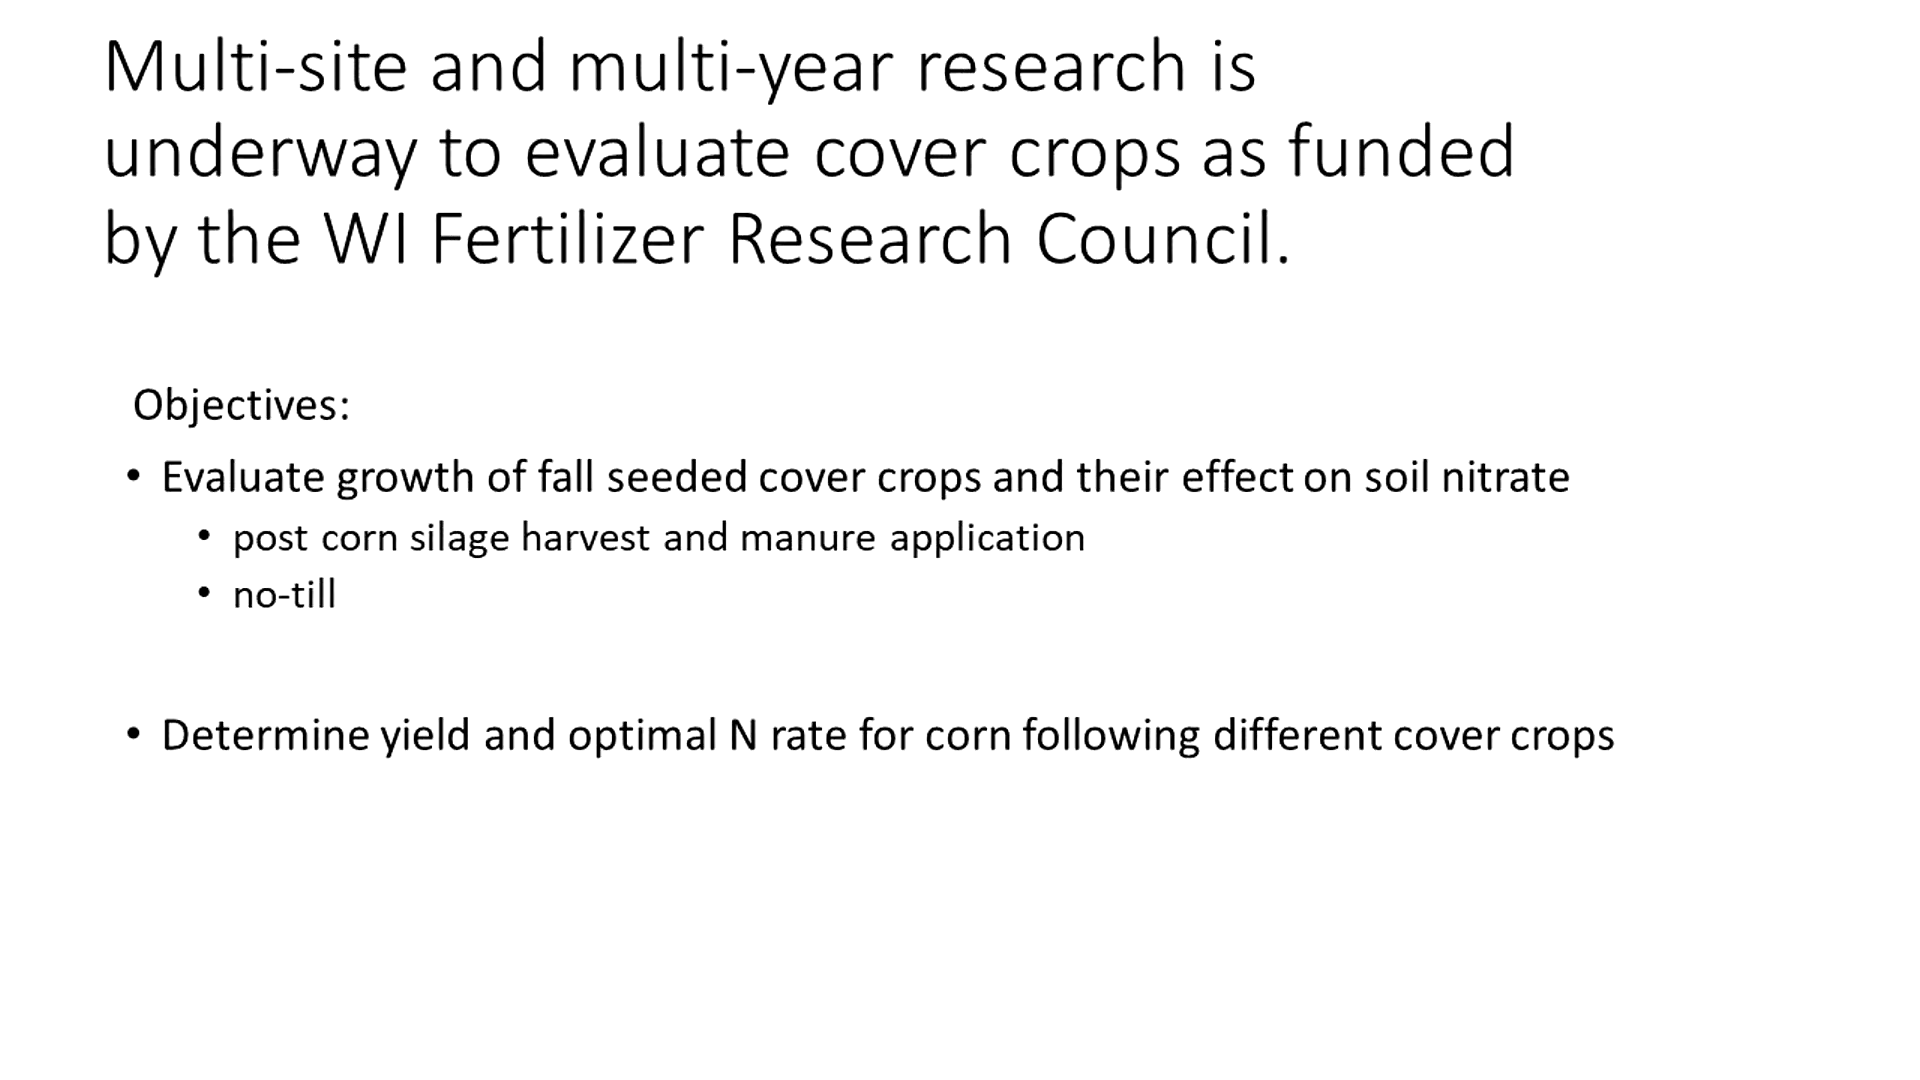 Multi-site and multi-year research is
underway to evaluate cover crops as funded
by the WI Fertilizer Research Council.
Objectives:
• Evaluate growth of fall seeded cover crops and their effect on soil nitrate
• post corn silage harvest and manure application
• no-till
• Determine yield and optimal N rate for corn following different cover crops